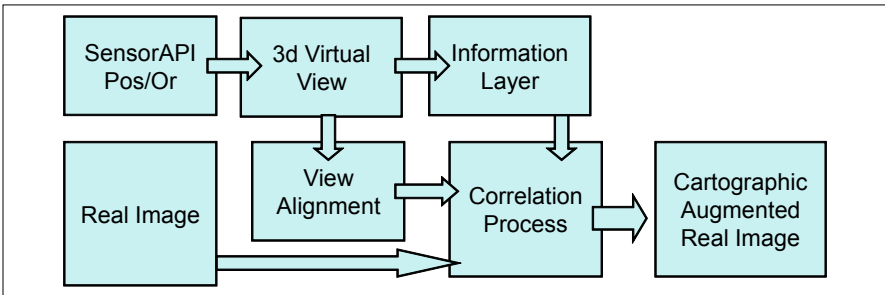 SensorAPI
Pos/Or
3d Virtual
View
Information
Layer
Real Image
View
Alignment
Correlation
Process
Cartographic
Augmented
Real Image